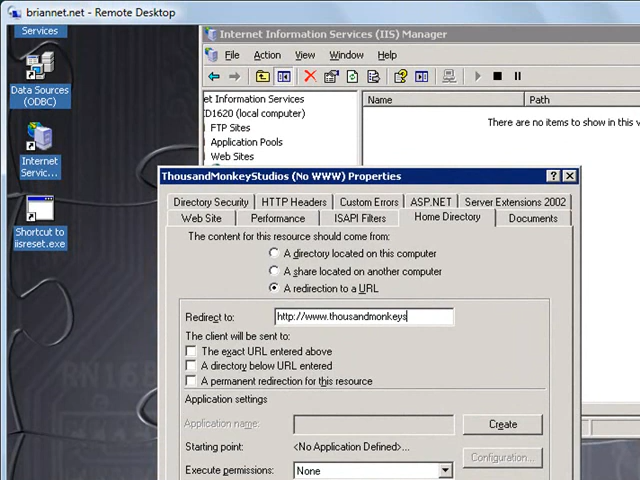 briannet.net - Remote Desktop
Services
Internet Information Services (IIS) Manager
File Action View Window Help
Data Sources
(ODBC)
Internet
Servic...
Shortcut to
iisreset.exe
et Information Services
D1620 (local computer)
FTP Sites
Application Pools
Web Sites
Name Path
There are no items to show in this v
ThousandMonkeyStudios (No WWW) Properties
Directory Security HTTP Headers Custom Errors ASP.NET Server Extensions 2002
Web Site Performance ISAPI Filters Home Directory Documents
The content for this resource should come from:
A directory located on this computer
A share located on another computer
A redirection to a URL
Redirect to: http://www.thousandmonkeys
The client will be sent to:
The exact URL entered above
A directory below URL entered
A permanent redirection for this resource
Application settings
Application name: Create
Starting point: <No Application Defined>...
Configuration...
Execute permissions: None